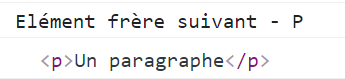 Elément frère suivant - P
<p>Un paragraphe</p>